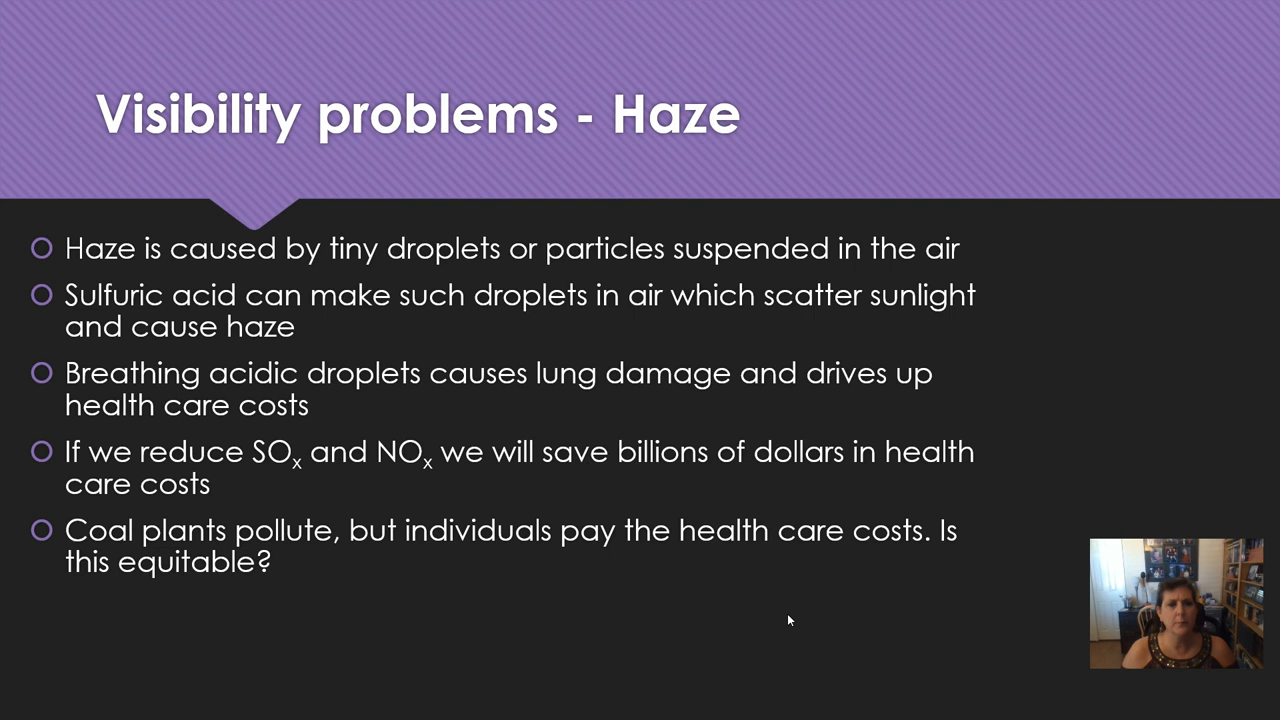 Visibility problems - Haze
Haze is caused by tiny droplets or particles suspended in the air
Sulfuric acid can make such droplets in air which scatter sunlight
and cause haze
Breathing acidic droplets causes lung damage and drives up
health care costs
If we reduce SOx and NOx we will save billions of dollars in health
care costs
Coal plants pollute, but individuals pay the health care costs. Is
this equitable?